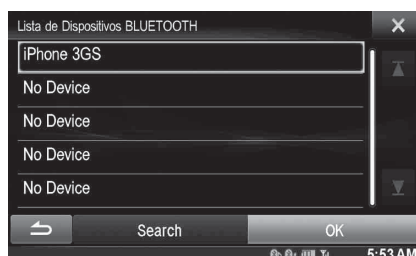 Lista de Dispositivos BLUETOOTH
iPhone 3GS
No Device
No Device
No Device
No Device
Search
OK
5:53 AM